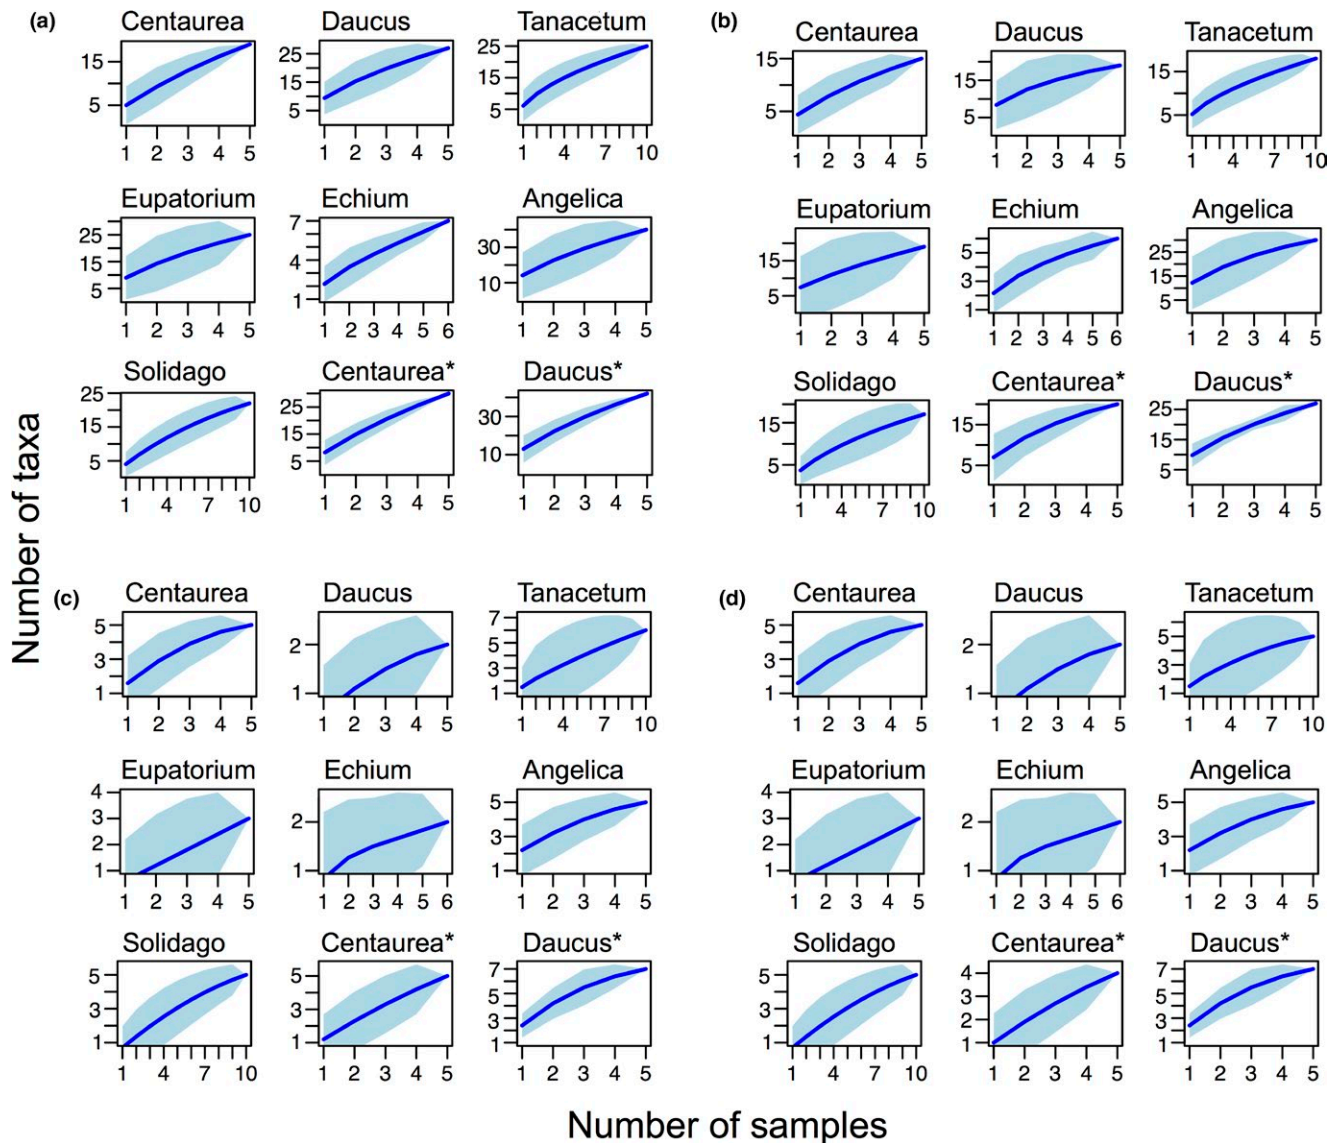 (a)
Centaurea
15
5
1 2 3 4 5
Daucus
25
15
5
1 2 3 4 5
Tanacetum
25
15
5
1 4 7 10
Eupatorium
25
15
5
1 2 3 4 5
Echium
7
4
1
1 2 3 4 5 6
Angelica
30
10
1 2 3 4 5
Solidago
25
15
5
1 4 7 10
Centaurea*
25
15
5
1 2 3 4 5
Daucus*
30
10
1 2 3 4 5
(b)
Centaurea
15
5
1 2 3 4 5
Daucus
15
5
1 2 3 4 5
Tanacetum
15
5
1 4 7 10
Eupatorium
15
5
1 2 3 4 5
Echium
5
3
1
1 2 3 4 5 6
Angelica
25
15
5
1 2 3 4 5
Solidago
15
5
1 4 7 10
Centaurea*
15
5
1 2 3 4 5
Daucus*
25
15
5
1 2 3 4 5
Number of taxa
(c)
Centaurea
5
3
1
1 2 3 4 5
Daucus
2
1
1 2 3 4 5
Tanacetum
7
5
3
1
1 4 7 10
Eupatorium
4
3
2
1
1 2 3 4 5
Echium
2
1
1 2 3 4 5 6
Angelica
5
3
1
1 2 3 4 5
Solidago
5
3
1
1 4 7 10
Centaurea*
5
3
1
1 2 3 4 5
Daucus*
7
5
3
1
1 2 3 4 5
(d)
Centaurea
5
3
1
1 2 3 4 5
Daucus
2
1
1 2 3 4 5
Tanacetum
5
3
1
1 4 7 10
Eupatorium
4
3
2
1
1 2 3 4 5
Echium
2
1
1 2 3 4 5 6
Angelica
5
3
1
1 2 3 4 5
Solidago
5
3
1
1 4 7 10
Centaurea*
4
3
2
1
1 2 3 4 5
Daucus*
7
5
3
1
1 2 3 4 5
Number of samples